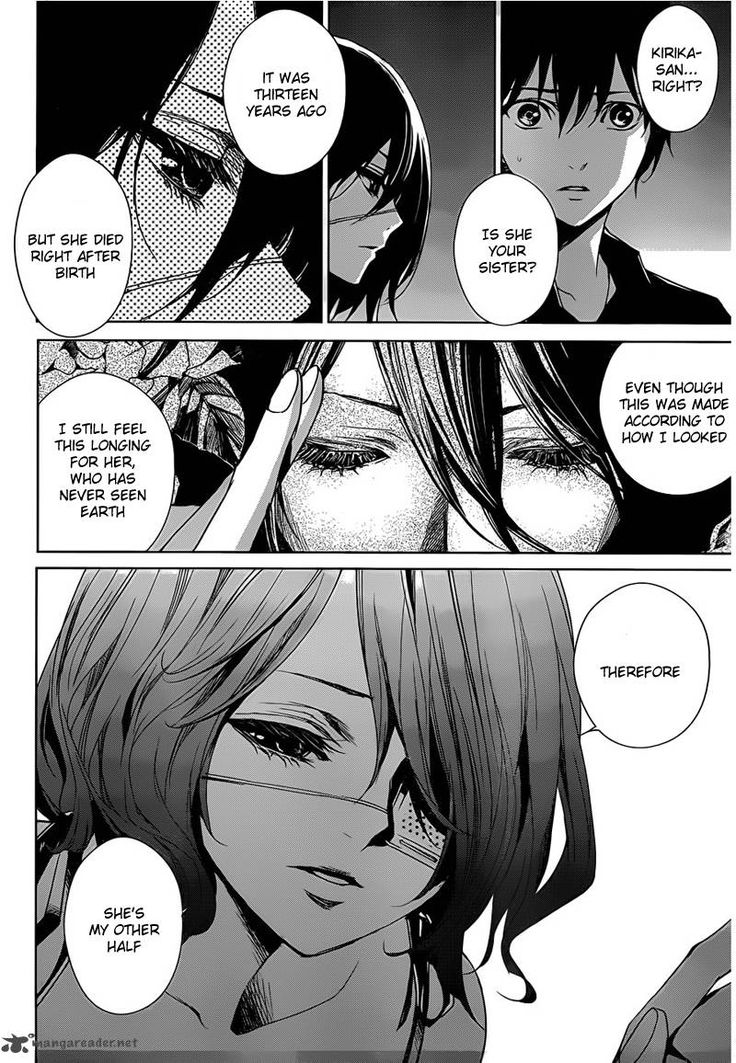 KIRIKA-
SAN...
RIGHT?
IS SHE
YOUR
SISTER?
IT WAS
THIRTEEN
YEARS AGO
BUT SHE DIED
RIGHT AFTER
BIRTH
EVEN THOUGH
THIS WAS MADE
ACCORDING TO
HOW I LOOKED
I STILL FEEL
THIS LONGING
FOR HER,
WHO HAS
NEVER SEEN
EARTH
THEREFORE
SHE'S
MY OTHER
HALF
mangareader.net